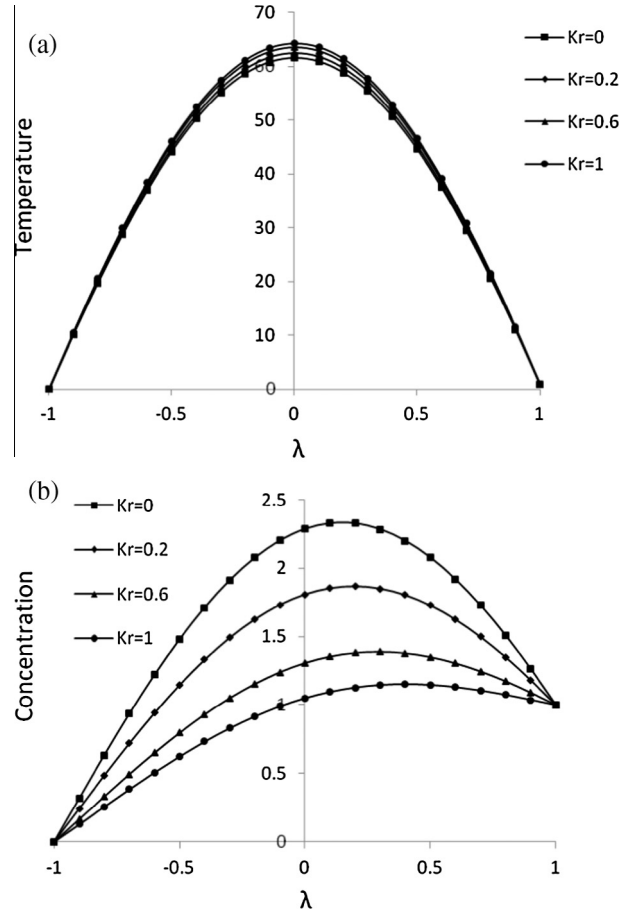 (a)
70
60
50
40
30
20
10
0
-1 -0.5 0 0.5 1
Temperature
λ
Kr=0
Kr=0.2
Kr=0.6
Kr=1
(b)
Kr=0
Kr=0.2
Kr=0.6
Kr=1
2.5
2
1.5
1
0.5
0
-1 -0.5 0 0.5 1
Concentration
λ